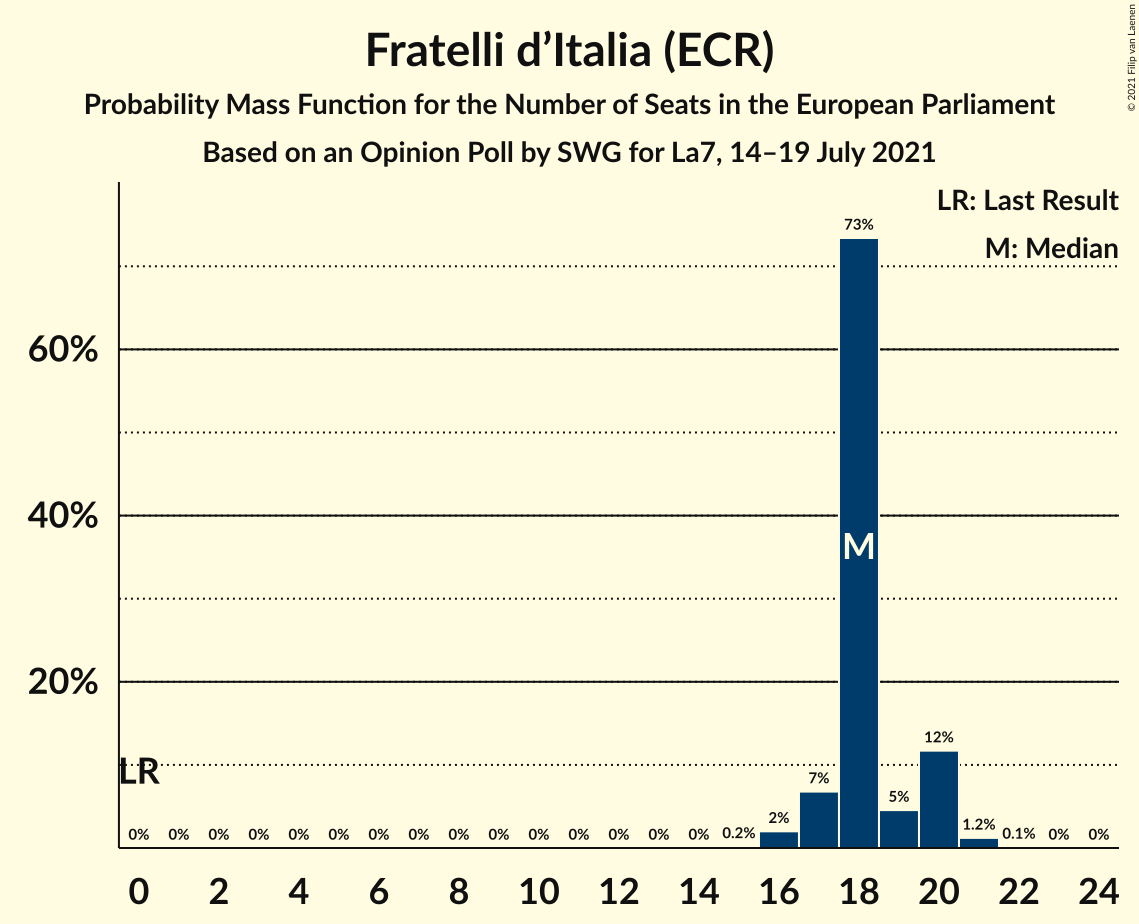 Fratelli d’Italia (ECR)
Probability Mass Function for the Number of Seats in the European Parliament
Based on an Opinion Poll by SWG for La7, 14–19 July 2021
© 2021 Filip van Laenen
LR: Last Result
M: Median
73%
60%
40%
M
20%
12%
LR
7%
5%
2%
1.2%
0% 0% 0% 0% 0% 0% 0% 0% 0% 0% 0% 0% 0% 0% 0% 0.2% 0.1% 0% 0%
0 2 4 6 8 10 12 14 16 18 20 22 24